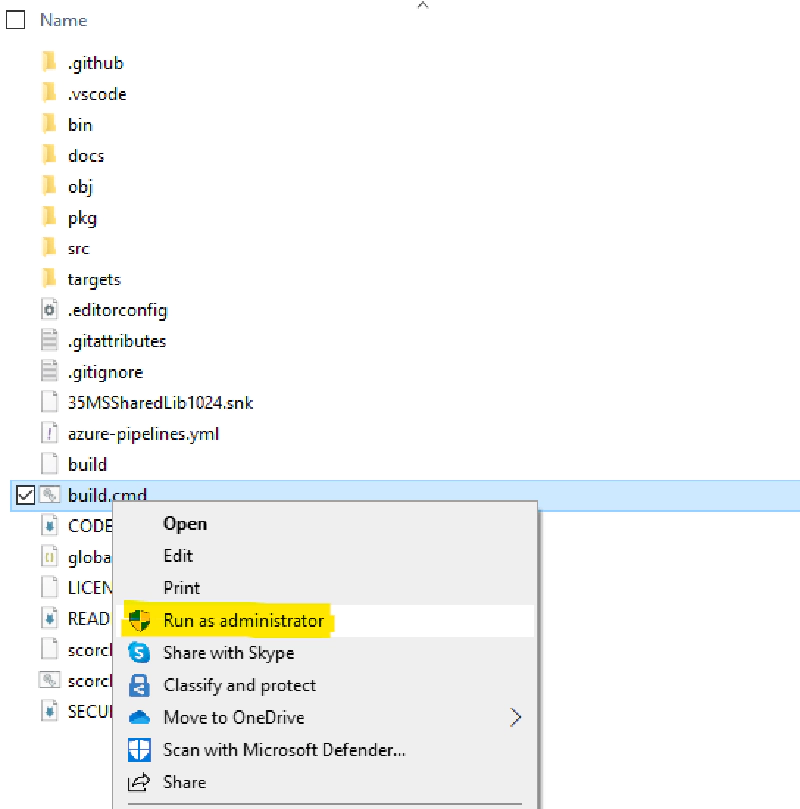 Name
.github
.vscode
bin
docs
obj
pkg
src
targets
.editorconfig
.gitattributes
.gitignore
35MSSharedLib1024.snk
azure-pipelines.yml
build
build.cmd
CODE
globa
LICEN
READ
scorcl
scorcl
SECUI
Open
Edit
Print
Run as administrator
Share with Skype
Classify and protect
Move to OneDrive
Scan with Microsoft Defender...
Share